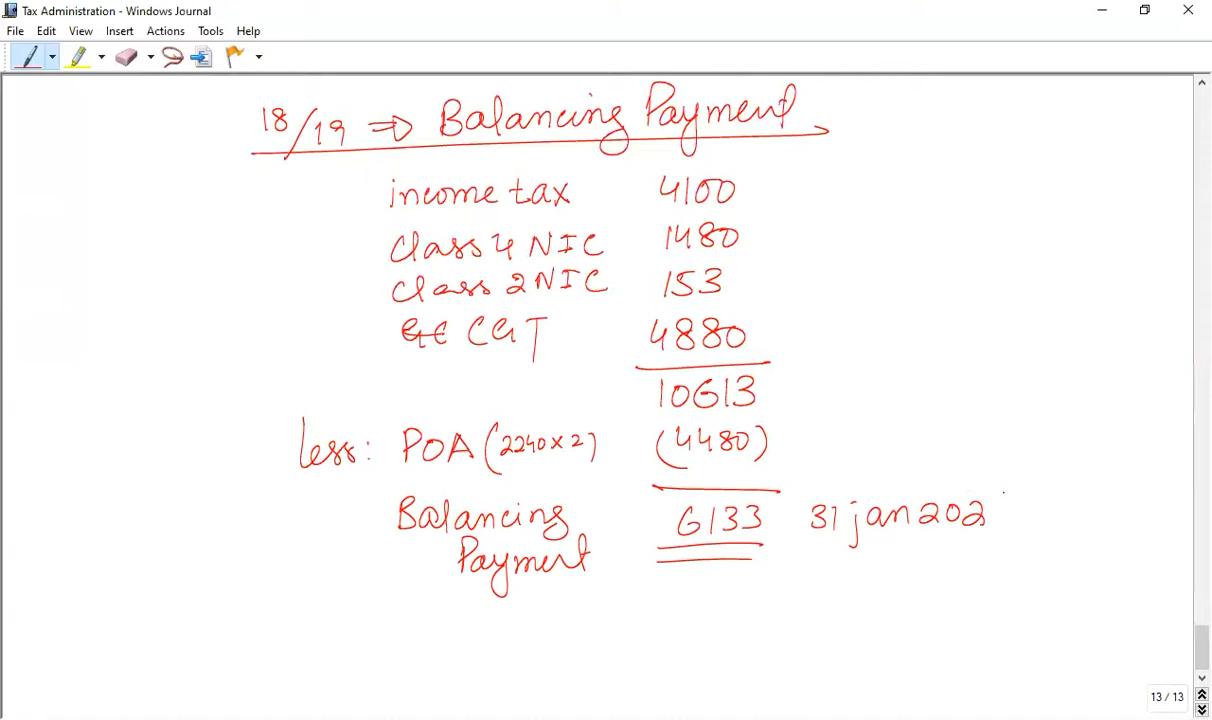 Tax Administration - Windows Journal
File Edit View Insert Actions Tools Help
18/19 ⇒ Balancing Payment
income tax 4100
Class 4 NIC 1480
Class 2 NIC 153
CGT 4880
10613
less: POA (2240 x 2) (4480)
Balancing 6133 31 jan 202
Payment
13 / 13